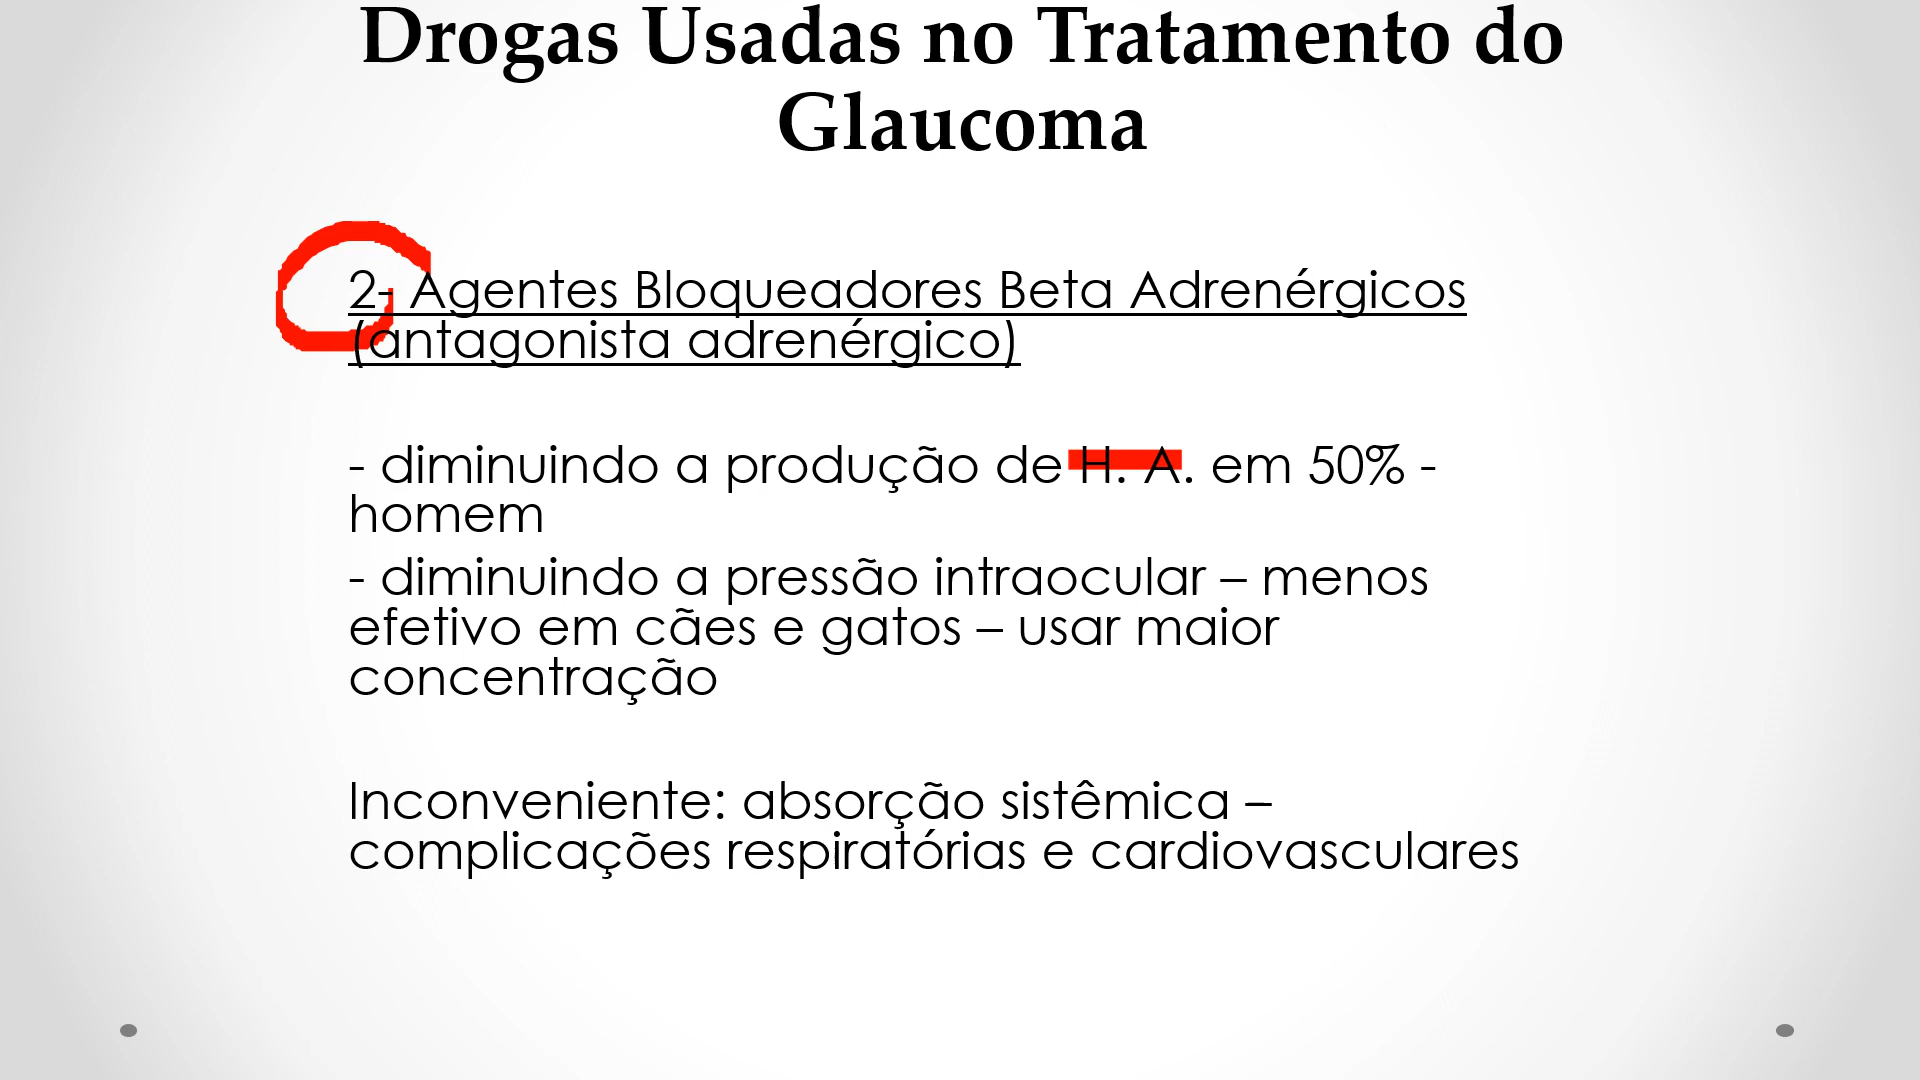 Drogas Usadas no Tratamento do
Glaucoma
2- Agentes Bloqueadores Beta Adrenérgicos
(antagonista adrenérgico)
- diminuindo a produção de H. A. em 50% -
homem
- diminuindo a pressão intraocular – menos
efetivo em cães e gatos – usar maior
concentração
Inconveniente: absorção sistêmica –
complicações respiratórias e cardiovasculares